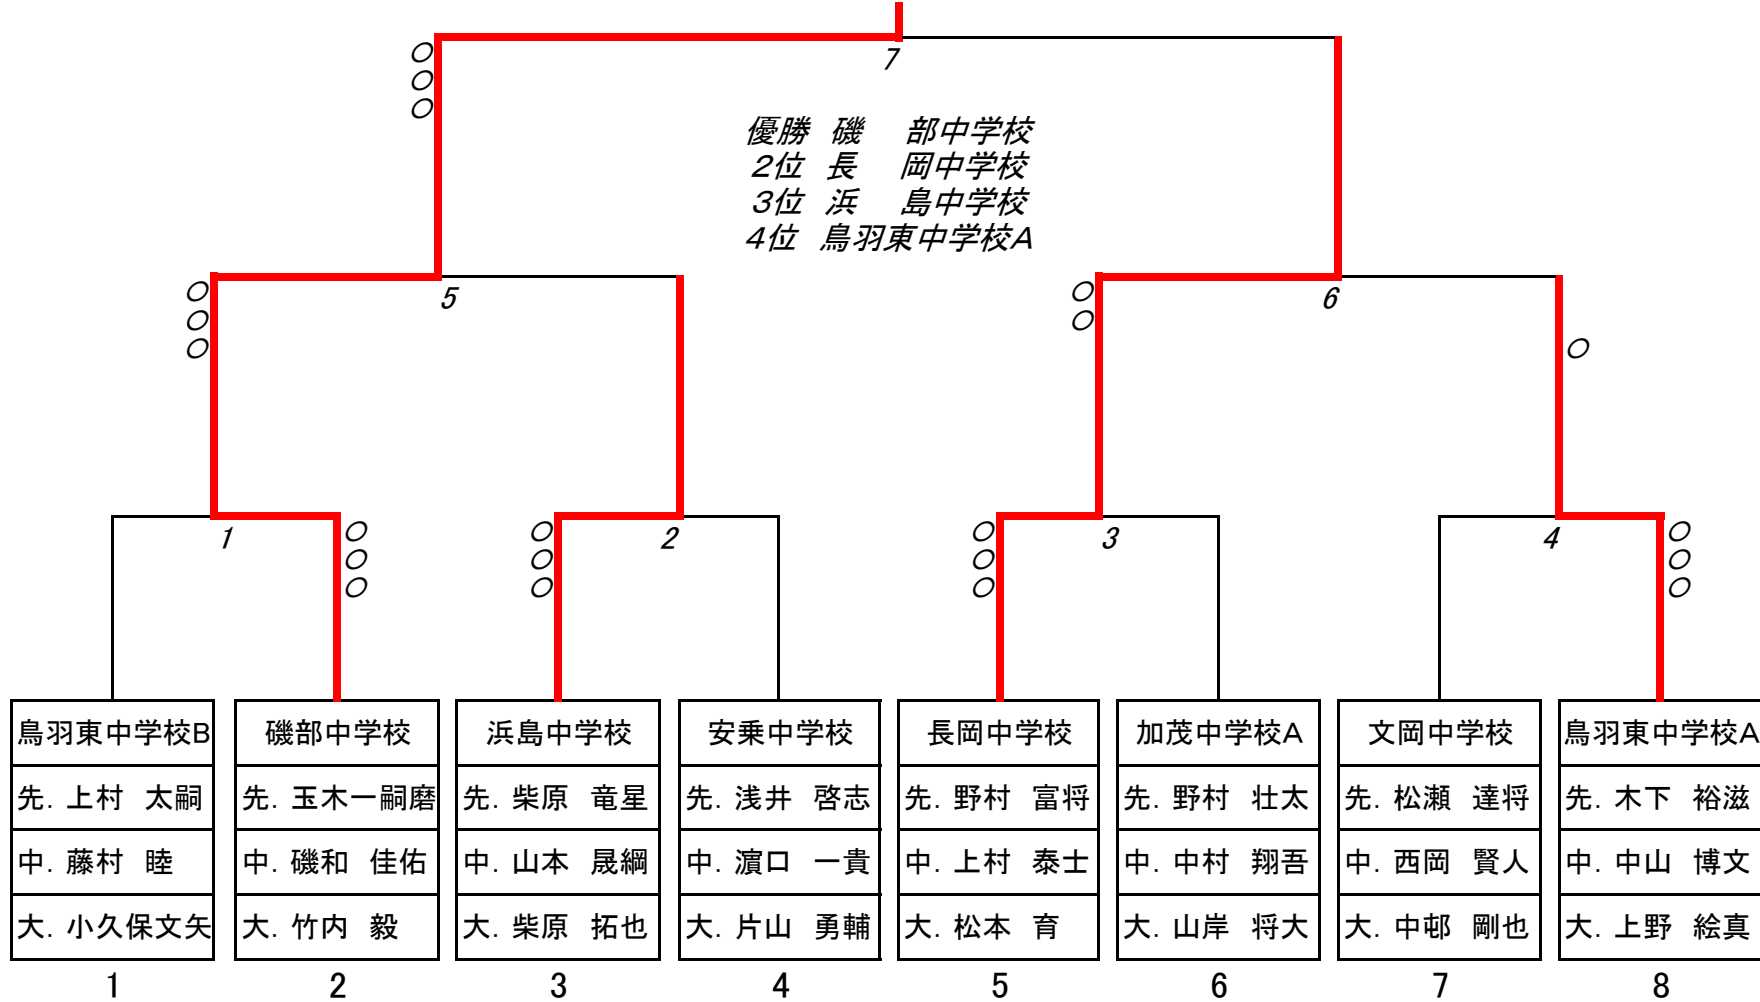 7
優勝 磯 部中学校
2位 長 岡中学校
3位 浜 島中学校
4位 鳥羽東中学校A
5
6
1
2
3
4
鳥羽東中学校B
先. 上村 太嗣
中. 藤村 睦
大. 小久保文矢
1
磯部中学校
先. 玉木一嗣磨
中. 磯和 佳佑
大. 竹内 毅
2
浜島中学校
先. 柴原 竜星
中. 山本 晟綱
大. 柴原 拓也
3
安乗中学校
先. 浅井 啓志
中. 濵口 一貴
大. 片山 勇輔
4
長岡中学校
先. 野村 富将
中. 上村 泰士
大. 松本 育
5
加茂中学校A
先. 野村 壮太
中. 中村 翔吾
大. 山岸 将大
6
文岡中学校
先. 松瀬 達将
中. 西岡 賢人
大. 中邨 剛也
7
鳥羽東中学校A
先. 木下 裕滋
中. 中山 博文
大. 上野 絵真
8